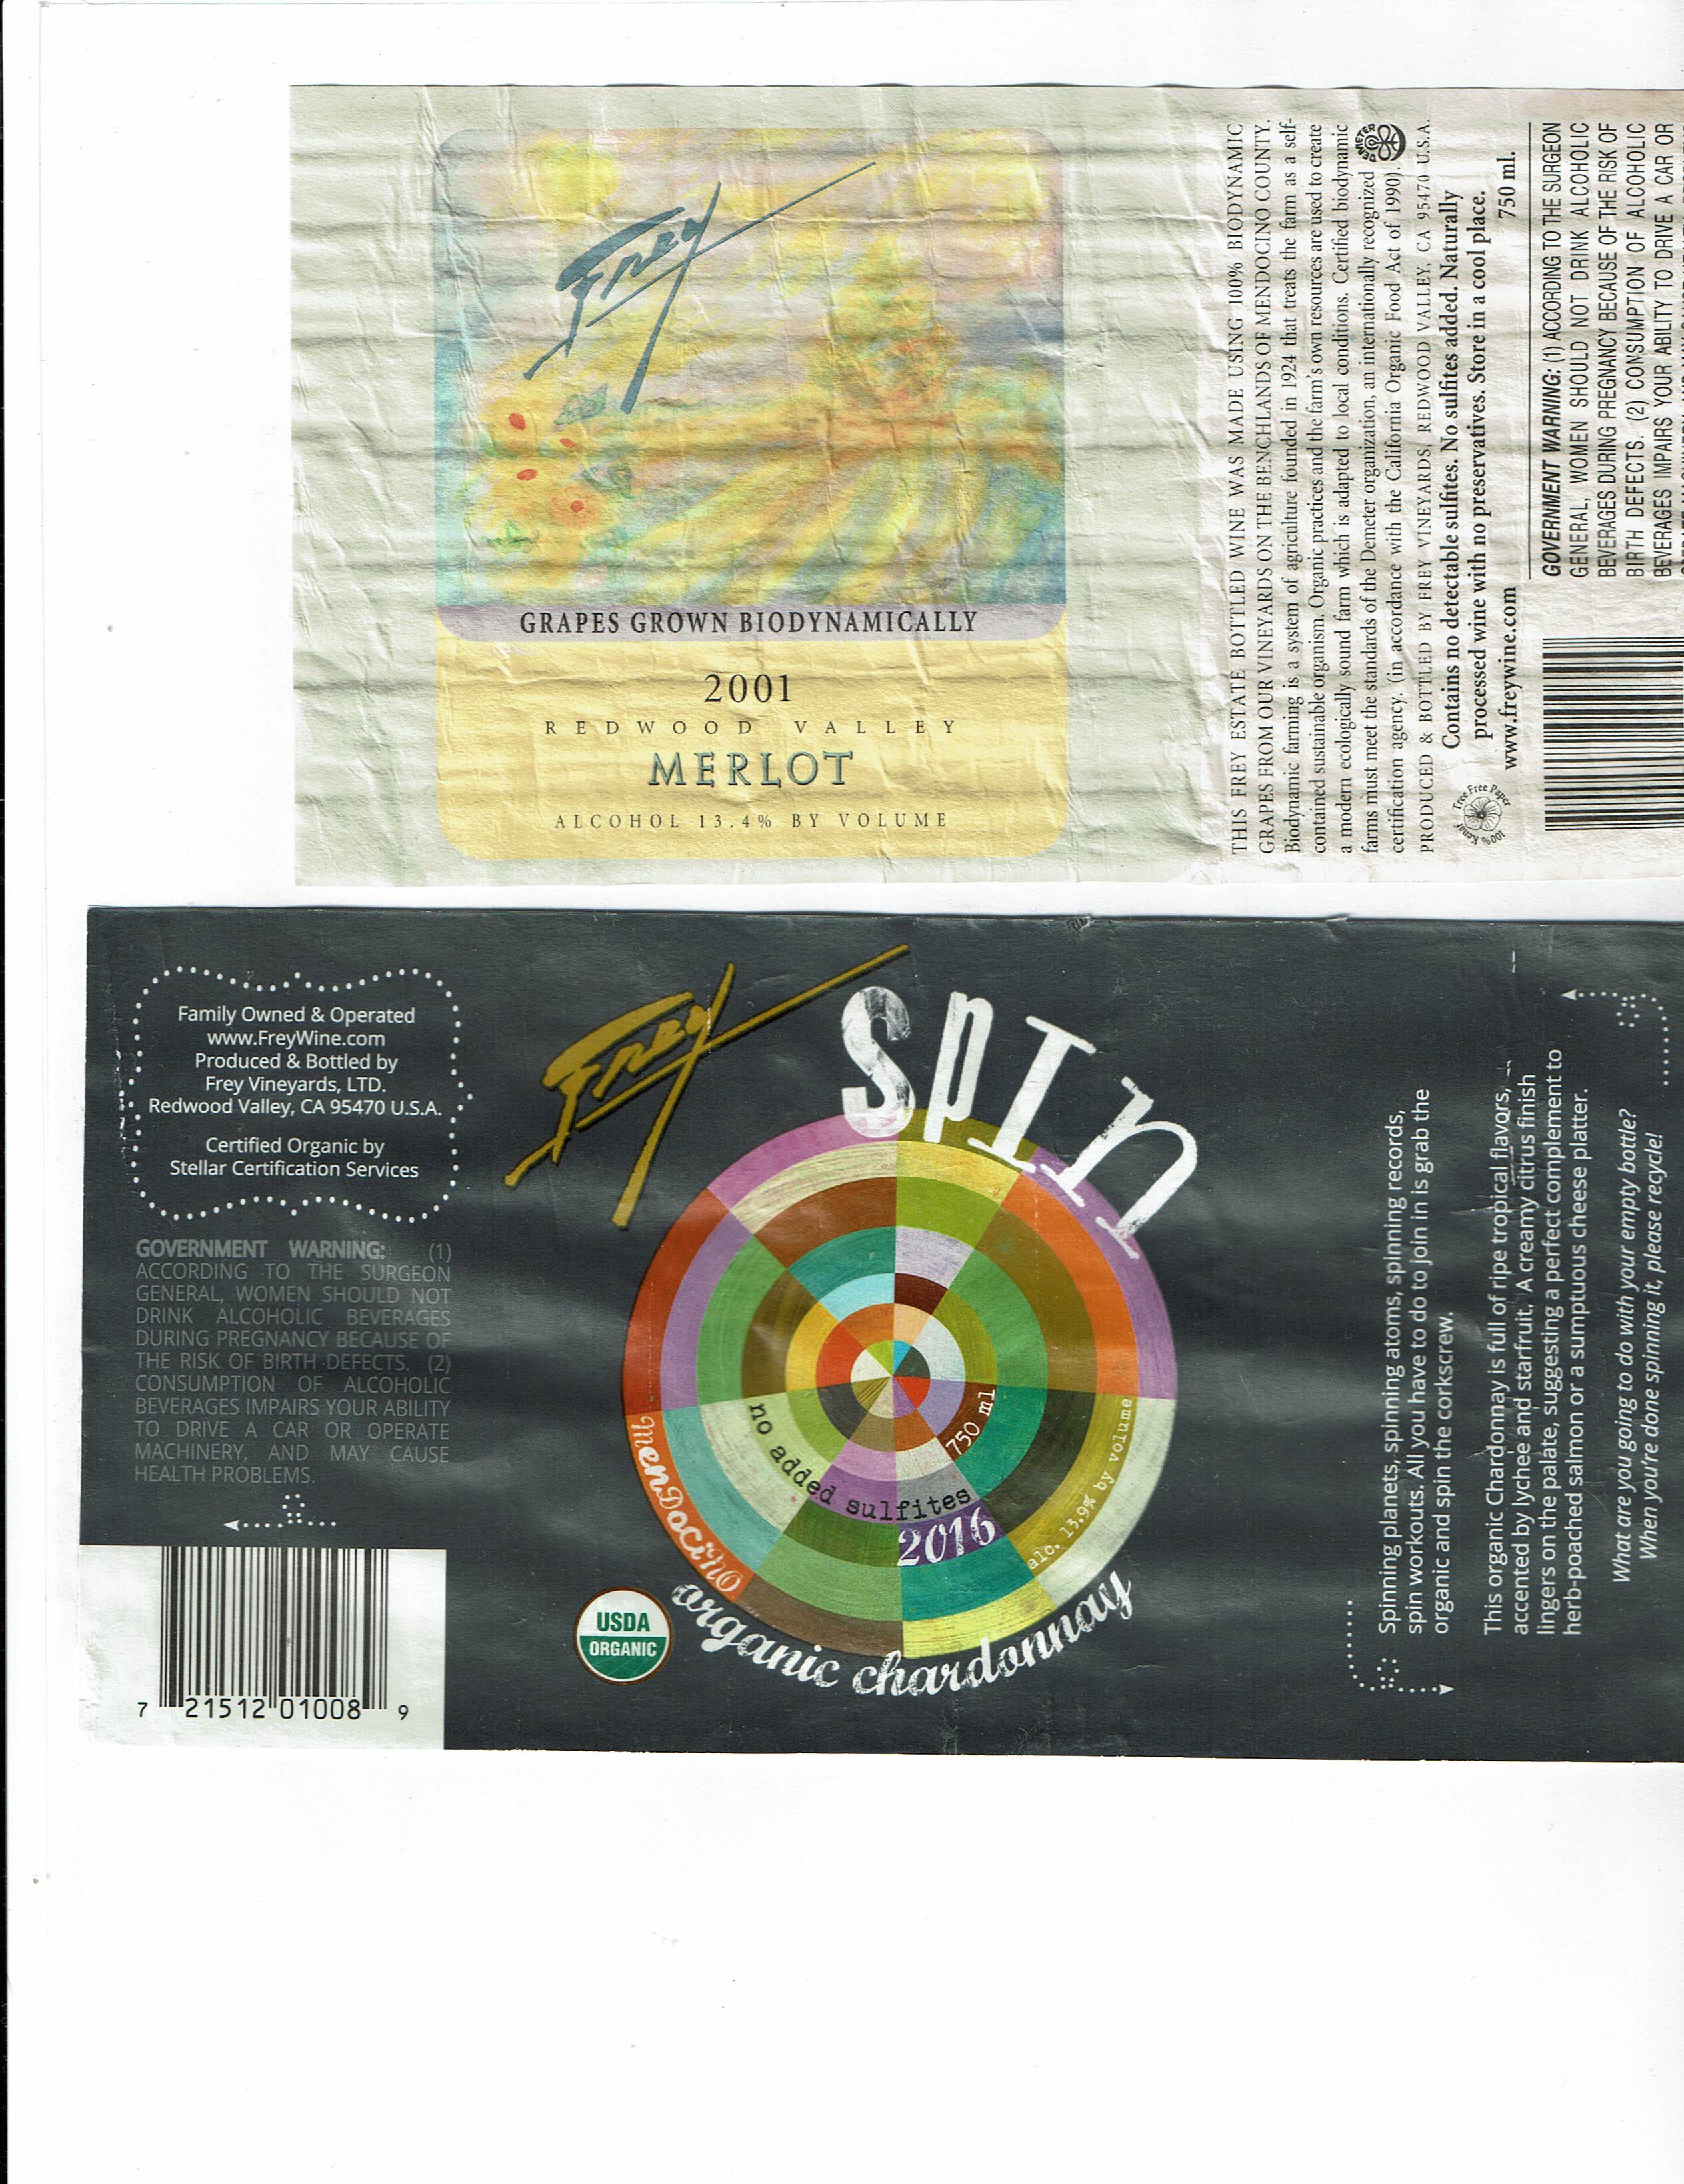 Frey
GRAPES GROWN BIODYNAMICALLY
2001
REDWOOD VALLEY
MERLOT
ALCOHOL 13.4% BY VOLUME
THIS FREY ESTATE BOTTLED WINE WAS MADE USING 100% BIODYNAMIC
GRAPES FROM OUR VINEYARDS ON THE BENCHLANDS OF MENDOCINO COUNTY.
Biodynamic farming is a system of agriculture founded in 1924 that treats the farm as a self-
contained sustainable organism. Organic practices and the farm's own resources are used to create
a modern ecologically sound farm which is adapted to local conditions. Certified biodynamic
farms must meet the standards of the Demeter organization, an internationally recognized
certification agency. (in accordance with the California Organic Food Act of 1990).
DEMETER
PRODUCED & BOTTLED BY FREY VINEYARDS, REDWOOD VALLEY, CA 95470 U.S.A.
Contains no detectable sulfites. No sulfites added. Naturally
processed wine with no preservatives. Store in a cool place.
www.freywine.com 750 ml.
Tree Free Paper
100% Kenaf
GOVERNMENT WARNING: (1) ACCORDING TO THE SURGEON
GENERAL, WOMEN SHOULD NOT DRINK ALCOHOLIC
BEVERAGES DURING PREGNANCY BECAUSE OF THE RISK OF
BIRTH DEFECTS. (2) CONSUMPTION OF ALCOHOLIC
BEVERAGES IMPAIRS YOUR ABILITY TO DRIVE A CAR OR
Family Owned & Operated
www.FreyWine.com
Produced & Bottled by
Frey Vineyards, LTD.
Redwood Valley, CA 95470 U.S.A.
Certified Organic by
Stellar Certification Services
GOVERNMENT WARNING: (1)
ACCORDING TO THE SURGEON
GENERAL, WOMEN SHOULD NOT
DRINK ALCOHOLIC BEVERAGES
DURING PREGNANCY BECAUSE OF
THE RISK OF BIRTH DEFECTS. (2)
CONSUMPTION OF ALCOHOLIC
BEVERAGES IMPAIRS YOUR ABILITY
TO DRIVE A CAR OR OPERATE
MACHINERY, AND MAY CAUSE
HEALTH PROBLEMS.
7 21512 01008 9
Frey
SpIn
750 ml
no added sulfites
2016
alc. 13.9% by volume
menDociNo
organic chardonnay
USDA
ORGANIC
Spinning planets, spinning atoms, spinning records,
spin workouts. All you have to do to join in is grab the
organic and spin the corkscrew.
This organic Chardonnay is full of ripe tropical flavors,
accented by lychee and starfruit. A creamy citrus finish
lingers on the palate, suggesting a perfect complement to
herb-poached salmon or a sumptuous cheese platter.
What are you going to do with your empty bottle?
When you're done spinning it, please recycle!